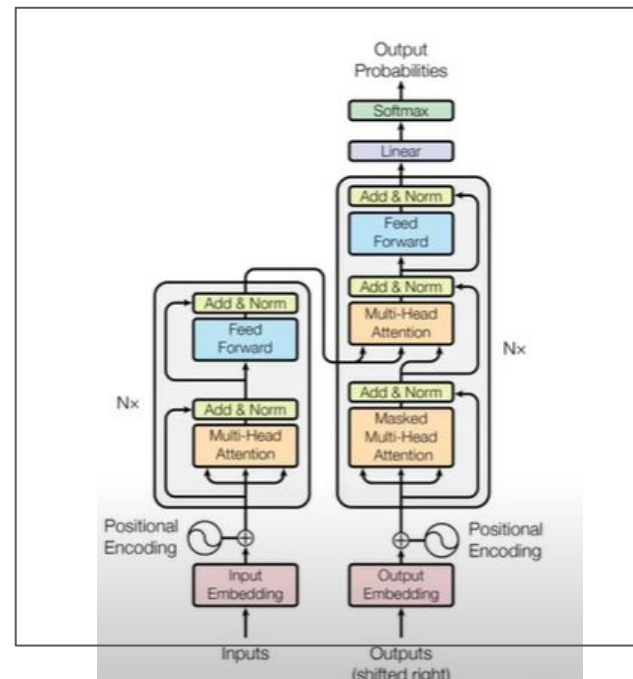 Output
Probabilities
Softmax
Linear
Add & Norm
Feed
Forward
Add & Norm
Multi-Head
Attention
Nx
Add & Norm
Masked
Multi-Head
Attention
Add & Norm
Feed
Forward
Nx
Add & Norm
Multi-Head
Attention
Positional
Encoding
Positional
Encoding
Input
Embedding
Output
Embedding
Inputs
Outputs
(shifted right)